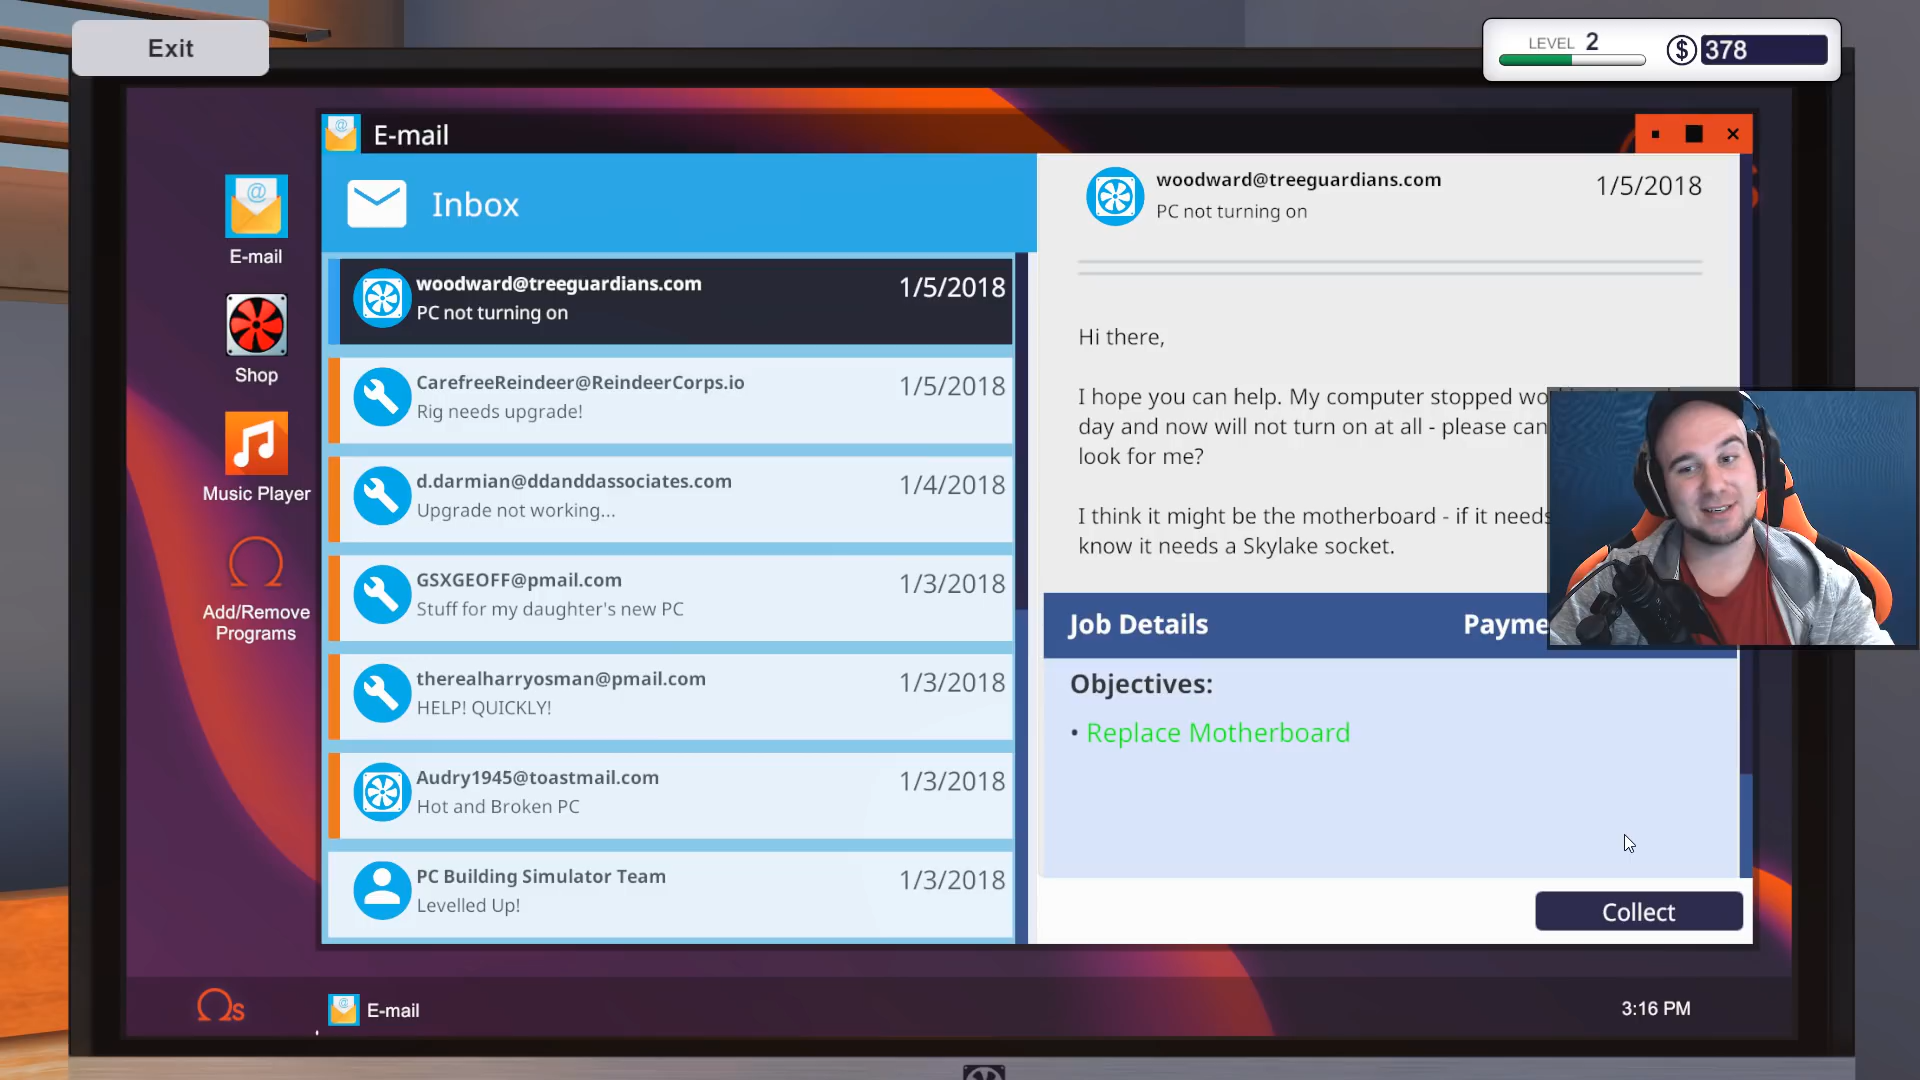 Exit
LEVEL 2
$ 378
E-mail
Inbox
woodward@treeguardians.com
1/5/2018
PC not turning on
CarefreeReindeer@ReindeerCorps.io
1/5/2018
Rig needs upgrade!
d.darmian@ddanddassociates.com
1/4/2018
Upgrade not working...
GSXGEOFF@pmail.com
1/3/2018
Stuff for my daughter's new PC
therealharryosman@pmail.com
1/3/2018
HELP! QUICKLY!
Audry1945@toastmail.com
1/3/2018
Hot and Broken PC
PC Building Simulator Team
1/3/2018
Levelled Up!
woodward@treeguardians.com
1/5/2018
PC not turning on
Hi there,
I hope you can help. My computer stopped
day and now will not turn on at all - please can
look for me?
I think it might be the motherboard - if it needs
know it needs a Skylake socket.
Job Details
Objectives:
• Replace Motherboard
Collect
E-mail
Shop
Music Player
Add/Remove
Programs
Ωs
E-mail
3:16 PM